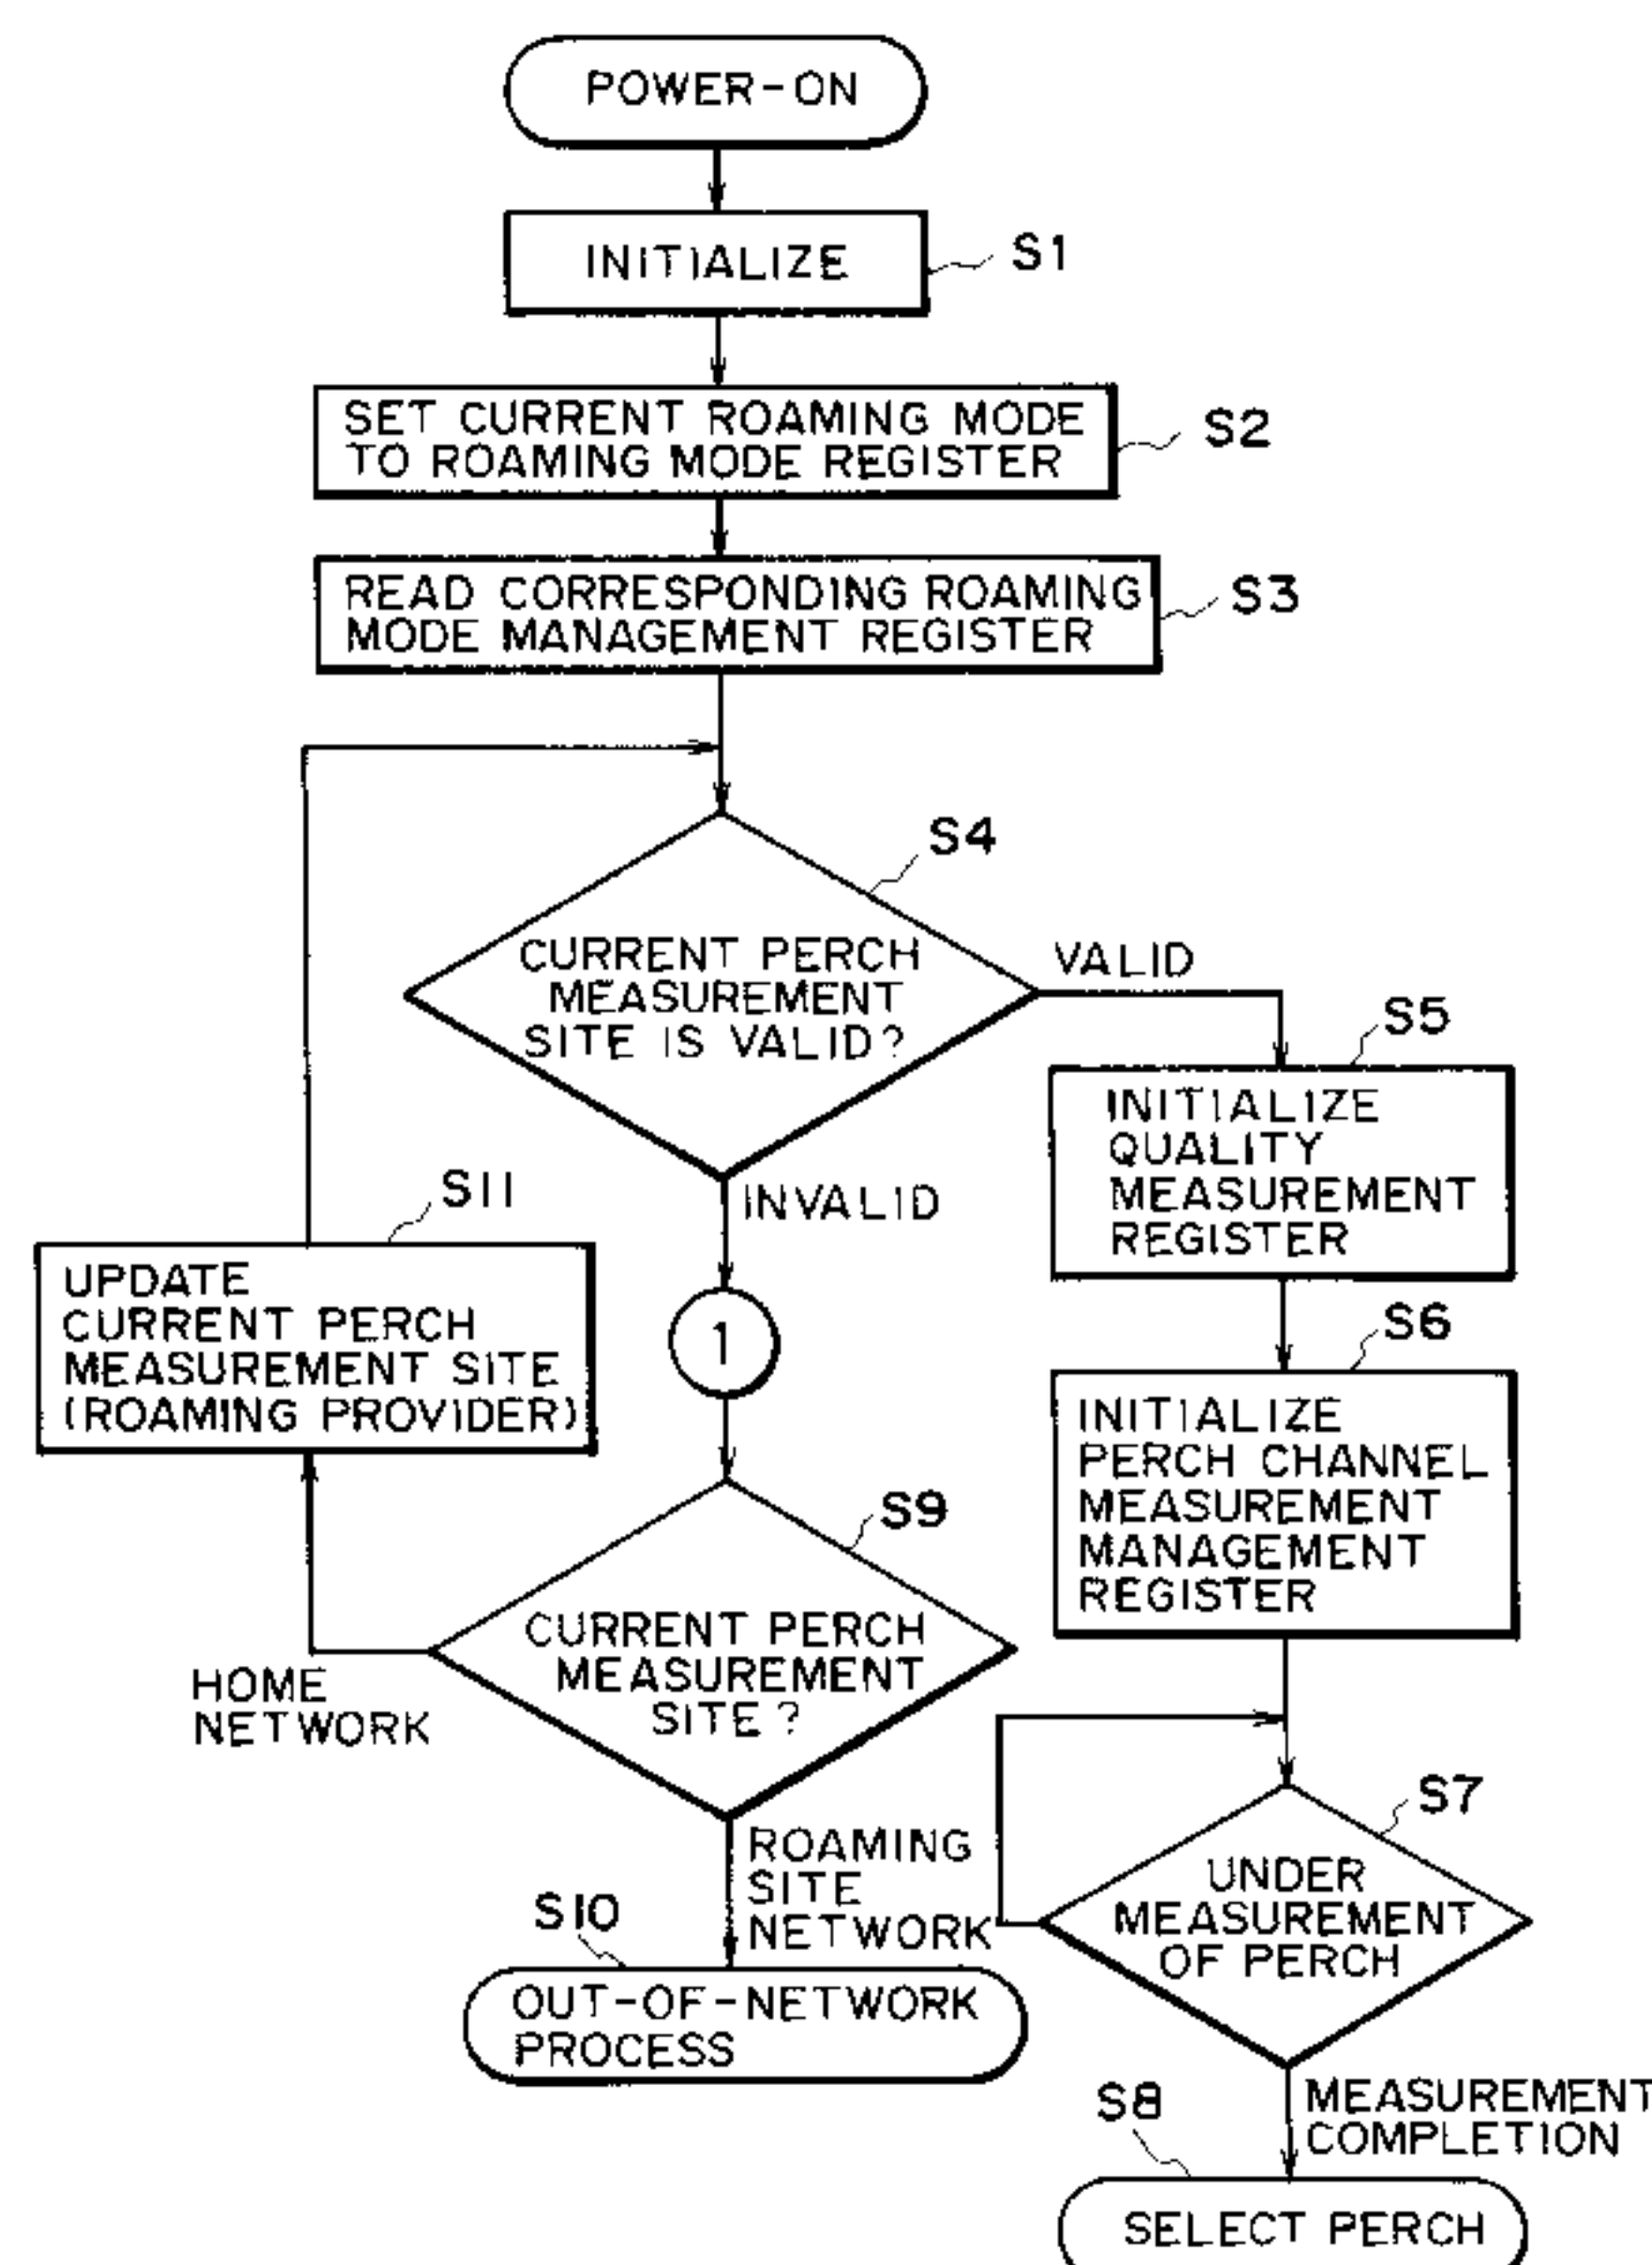 POWER-ON
INITIALIZE
S1
SET CURRENT ROAMING MODE
TO ROAMING MODE REGISTER
S2
READ CORRESPONDING ROAMING
MODE MANAGEMENT REGISTER
S3
S4
CURRENT PERCH
MEASUREMENT
SITE IS VALID?
VALID
INVALID
S5
INITIALIZE
QUALITY
MEASUREMENT
REGISTER
S11
UPDATE
CURRENT PERCH
MEASUREMENT SITE
(ROAMING PROVIDER)
1
S6
INITIALIZE
PERCH CHANNEL
MEASUREMENT
MANAGEMENT
REGISTER
S9
CURRENT PERCH
MEASUREMENT
SITE?
HOME
NETWORK
ROAMING
SITE
NETWORK
S7
UNDER
MEASUREMENT
OF PERCH
S10
OUT-OF-NETWORK
PROCESS
MEASUREMENT
COMPLETION
S8
SELECT PERCH